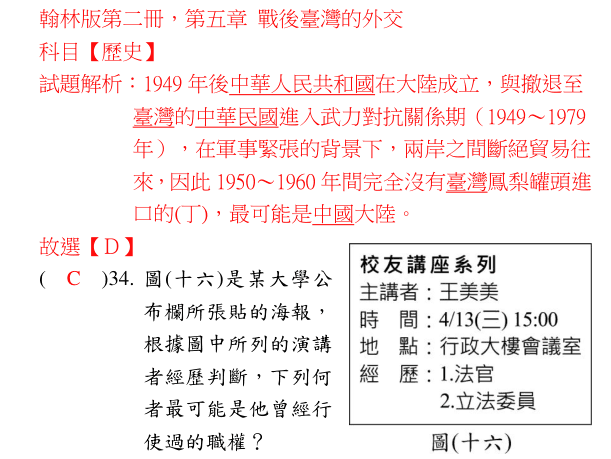 翰林版第二冊，第五章 戰後臺灣的外交
科目【歷史】
試題解析：1949 年後中華人民共和國在大陸成立，與撤退至
臺灣的中華民國進入武力對抗關係期（1949～1979
年），在軍事緊張的背景下，兩岸之間斷絕貿易往
來，因此 1950～1960 年間完全沒有臺灣鳳梨罐頭進
口的(丁)，最可能是中國大陸。
故選【Ｄ】
(　C　)34. 圖(十六)是某大學公
布欄所張貼的海報，
根據圖中所列的演講
者經歷判斷，下列何
者最可能是他曾經行
使過的職權？
校友講座系列
主講者：王美美
時　間：4/13(三) 15:00
地　點：行政大樓會議室
經　歷：1.法官
2.立法委員
圖(十六)